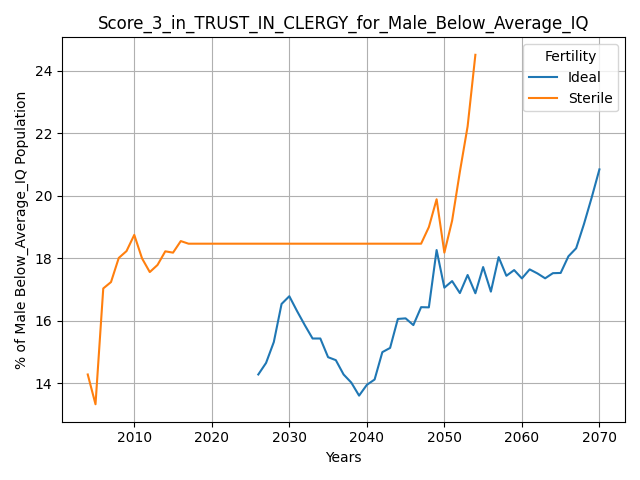 Score_3_in_TRUST_IN_CLERGY_for_Male_Below_Average_IQ
Fertility
Ideal
Sterile
% of Male Below_Average_IQ Population
24
22
20
18
16
14
2010 2020 2030 2040 2050 2060 2070
Years